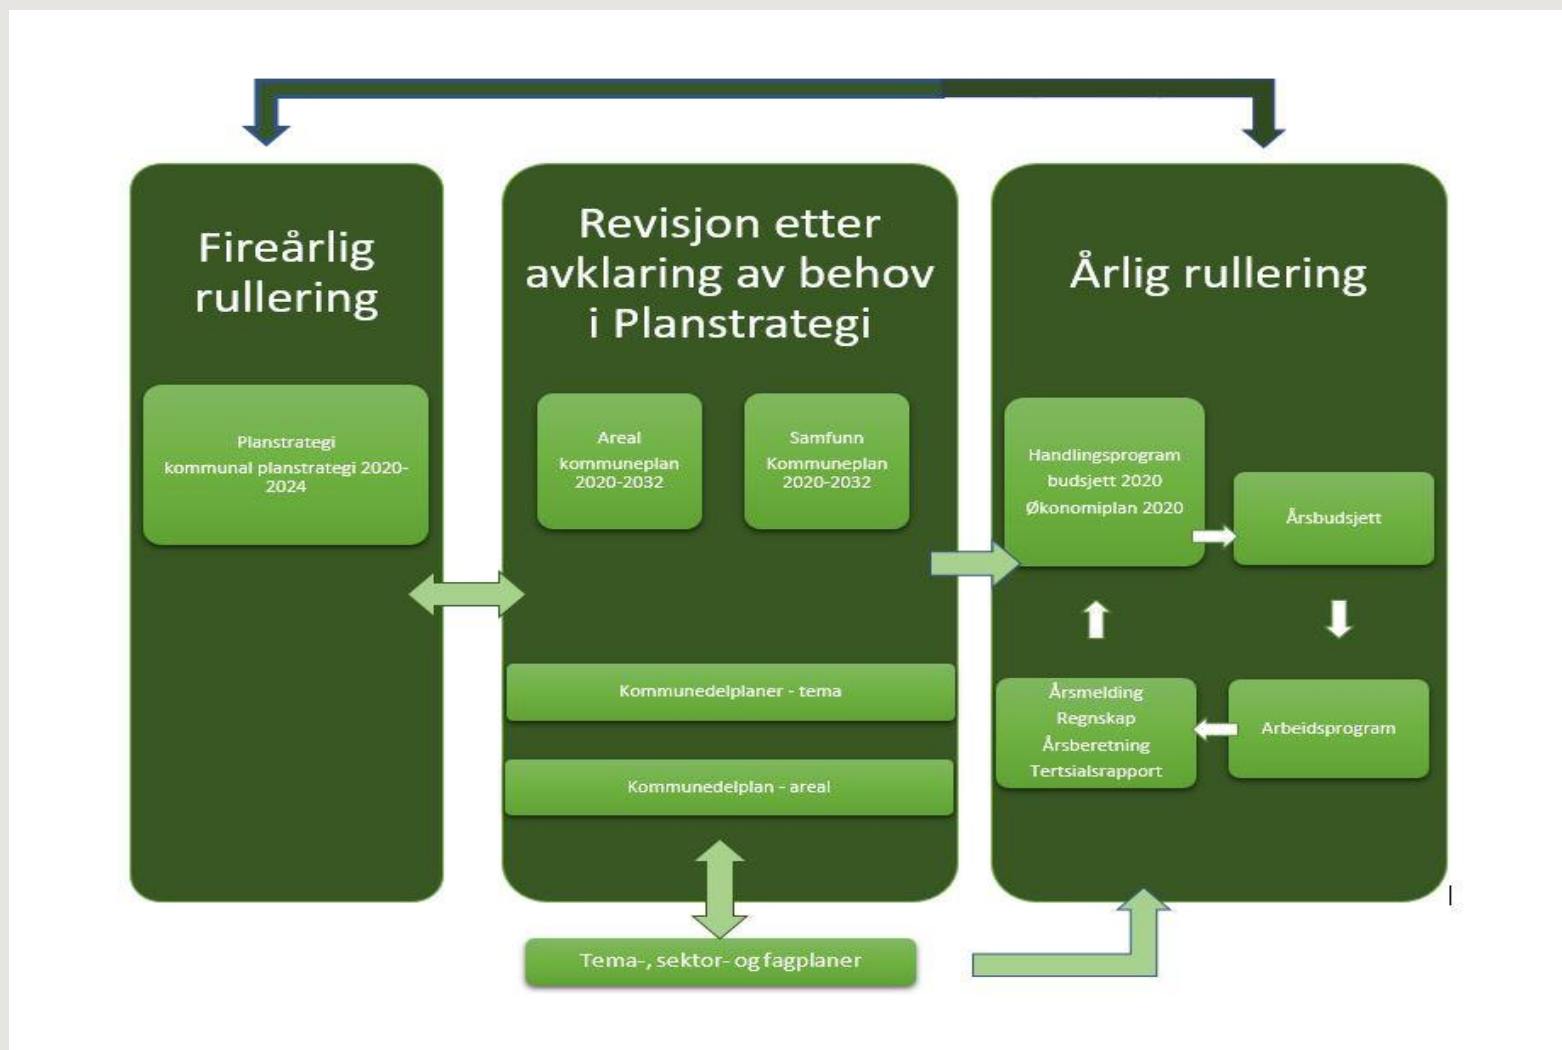 Fireårlig
rullering
Planstrategi
kommunal planstrategi 2020-
2024
Revisjon etter
avklaring av behov
i Planstrategi
Areal
kommuneplan
2020-2032
Samfunn
Kommuneplan
2020-2032
Kommunedelplaner - tema
Kommunedelplan - areal
Tema-, sektor- og fagplaner
Årlig rullering
Handlingsprogram
budsjett 2020
Økonomiplan 2020
Årsbudsjett
Arbeidsprogram
Årsmelding
Regnskap
Årsberetning
Tertsialsrapport